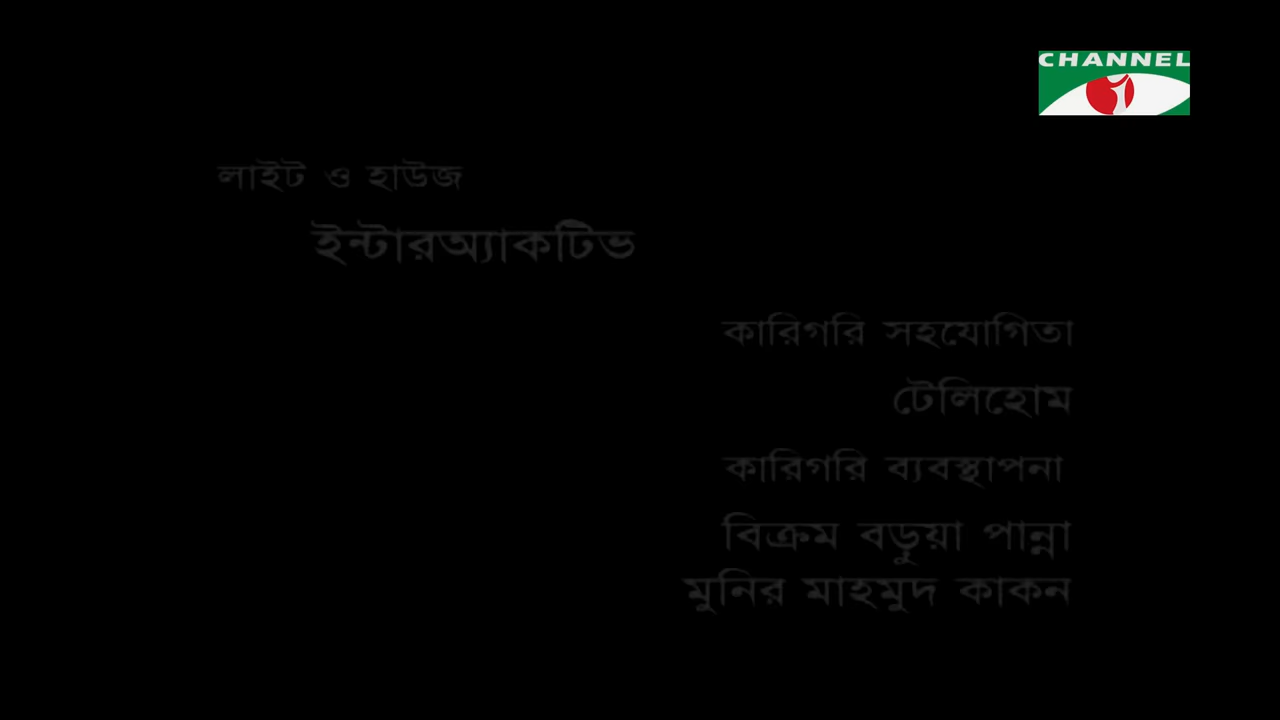 CHANNEL
লাইট ও হাউজ
ইন্টারঅ্যাকটিভ
কারিগরি সহযোগিতা
টেলিহোম
কারিগরি ব্যবস্থাপনা
বিক্রম বড়ুয়া পান্না
মুনির মাহমুদ কাকন